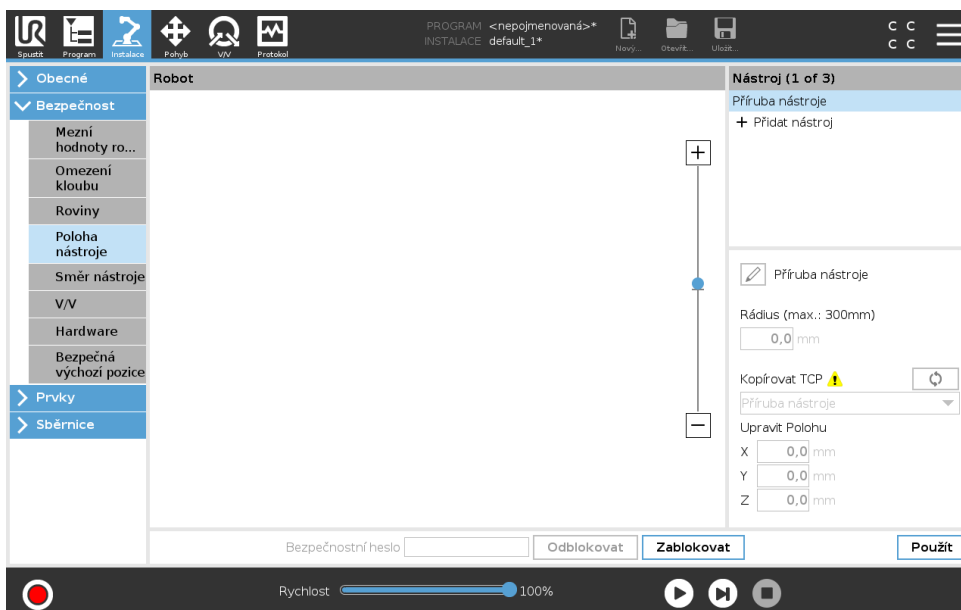 UR
PROGRAM <nepojmenovaná>*
INSTALACE default_1*
Spustit Program Instalace Pohyb V/V Protokol Nový... Otevřít... Uložit...
C C
C C
Obecné
Bezpečnost
Mezní
hodnoty ro...
Omezení
kloubu
Roviny
Poloha
nástroje
Směr nástroje
V/V
Hardware
Bezpečná
výchozí pozice
Prvky
Sběrnice
Robot
+
−
Nástroj (1 of 3)
Příruba nástroje
+ Přidat nástroj
Příruba nástroje
Rádius (max.: 300mm)
0,0 mm
Kopírovat TCP
Příruba nástroje
Upravit Polohu
X 0,0 mm
Y 0,0 mm
Z 0,0 mm
Bezpečnostní heslo Odblokovat Zablokovat Použít
Rychlost 100%